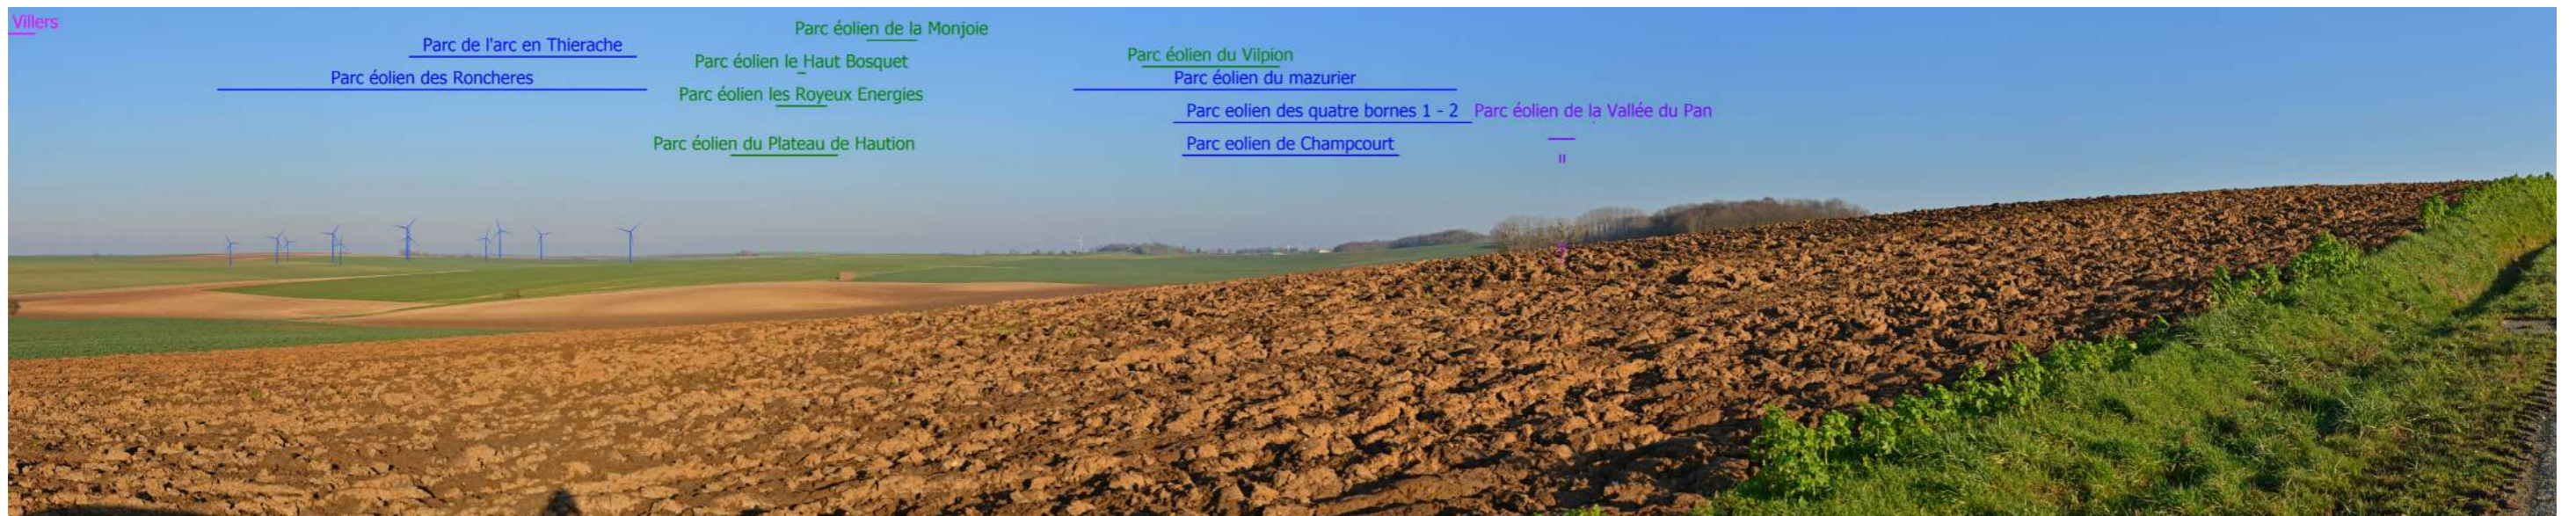 Villers
Parc éolien de la Monjoie
Parc de l'arc en Thierache
Parc éolien du Vilpion
Parc éolien le Haut Bosquet
Parc éolien des Roncheres
Parc éolien du mazurier
Parc éolien les Royeux Energies
Parc eolien des quatre bornes 1 - 2
Parc éolien de la Vallée du Pan
Parc éolien du Plateau de Haution
Parc eolien de Champcourt
II